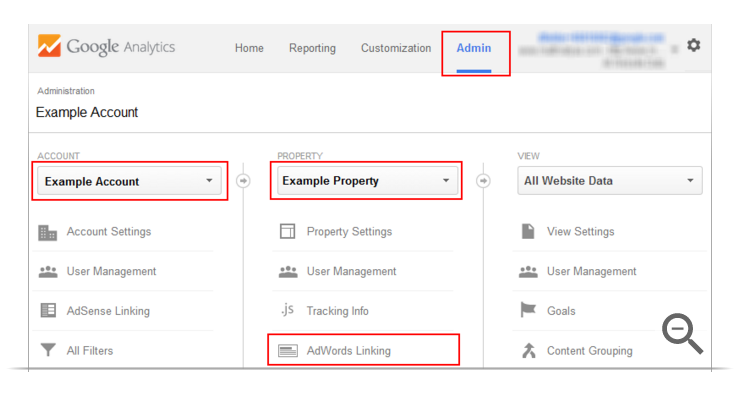 Google Analytics
Home Reporting Customization Admin
Administration
Example Account
ACCOUNT PROPERTY VIEW
Example Account Example Property All Website Data
Account Settings Property Settings View Settings
User Management User Management User Management
AdSense Linking .js Tracking Info Goals
All Filters AdWords Linking Content Grouping